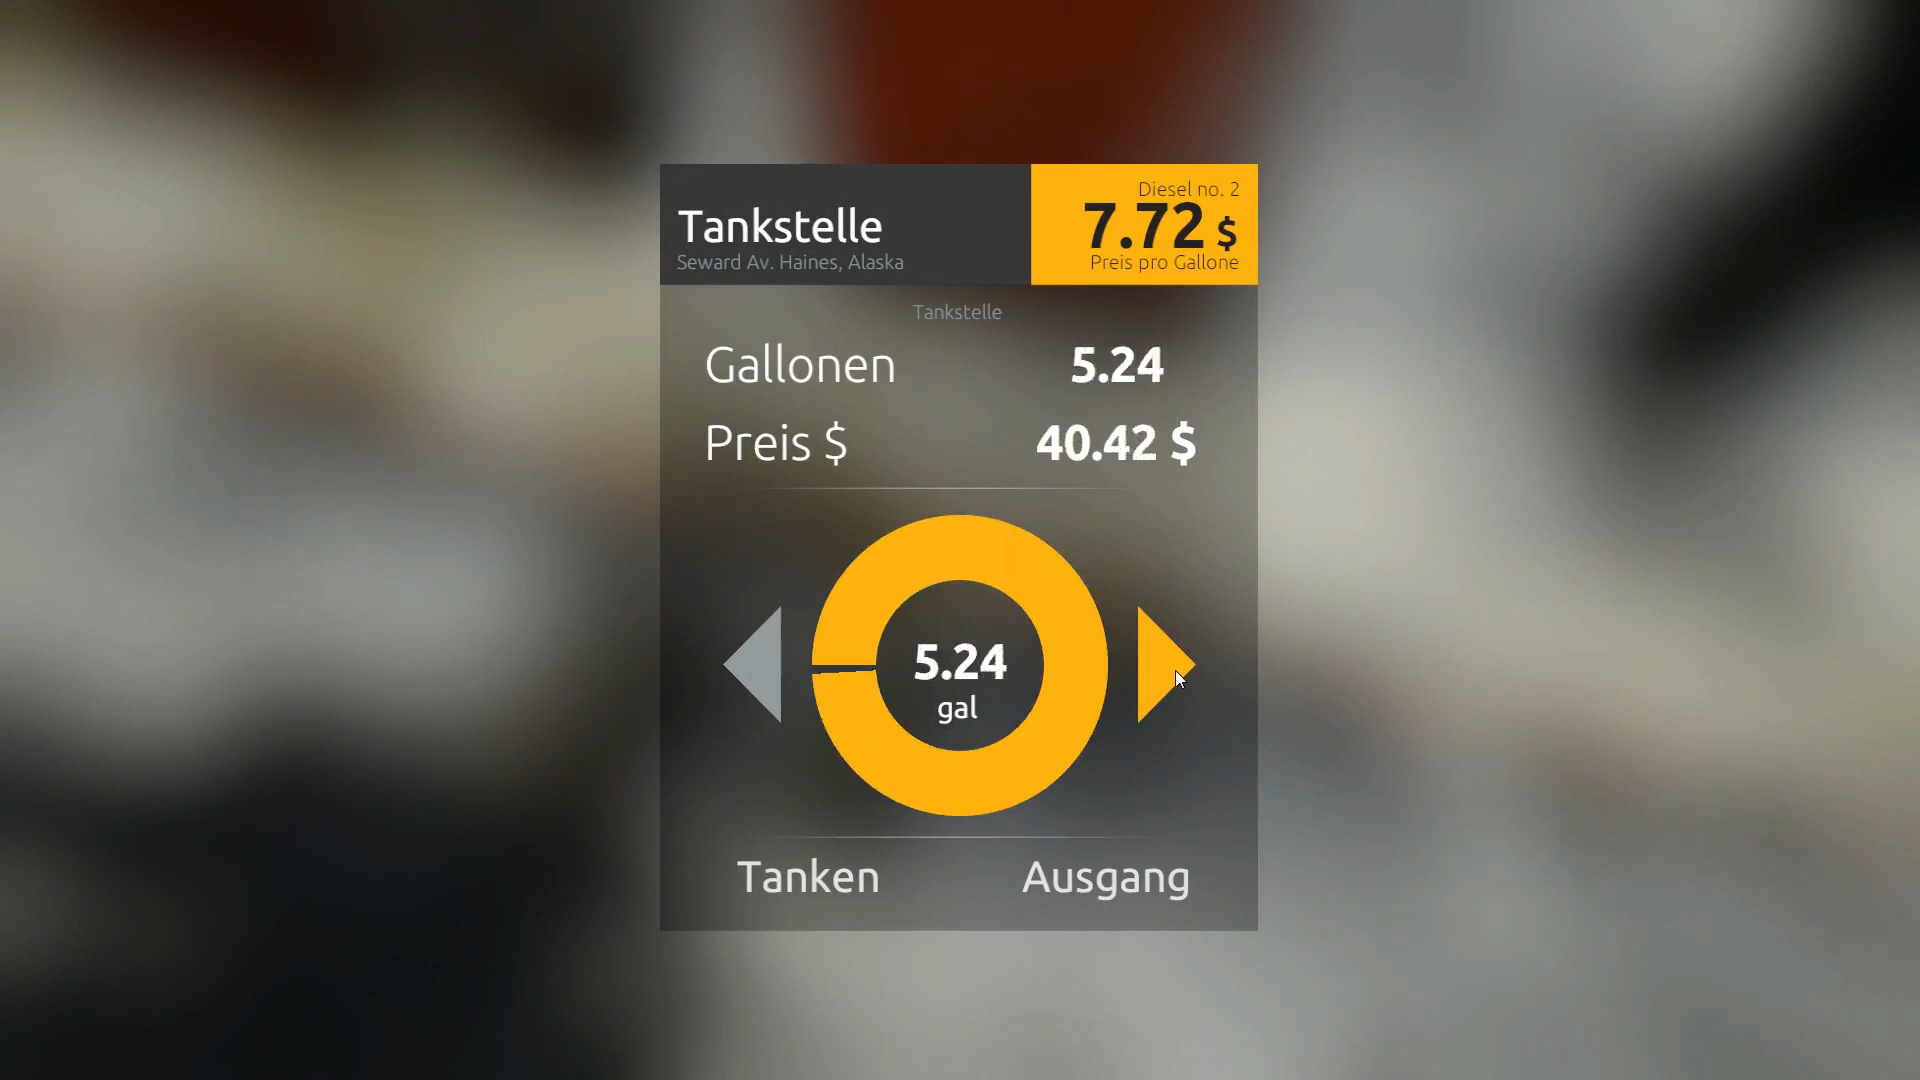 Tankstelle
Seward Av. Haines, Alaska
Diesel no. 2
7.72 $
Preis pro Gallone
Tankstelle
Gallonen 5.24
Preis $ 40.42 $
5.24
gal
Tanken Ausgang